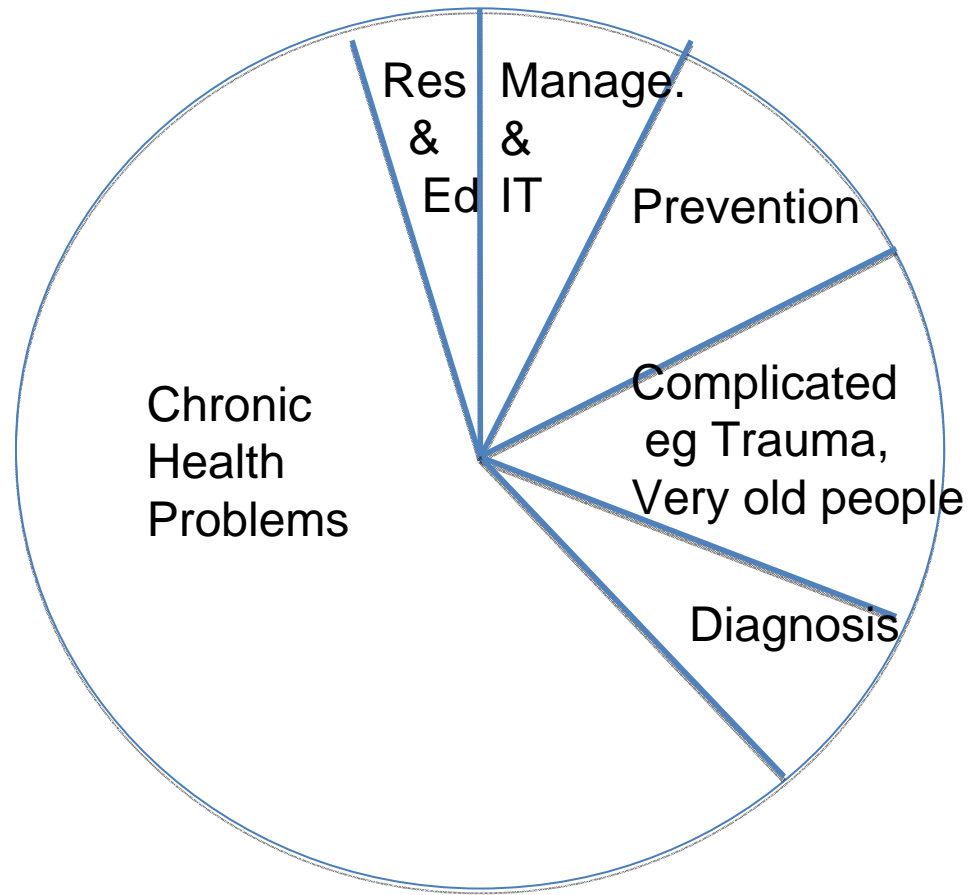 Res
&
Ed
Manage.
&
IT
Prevention
Complicated
eg Trauma,
Very old people
Diagnosis
Chronic
Health
Problems